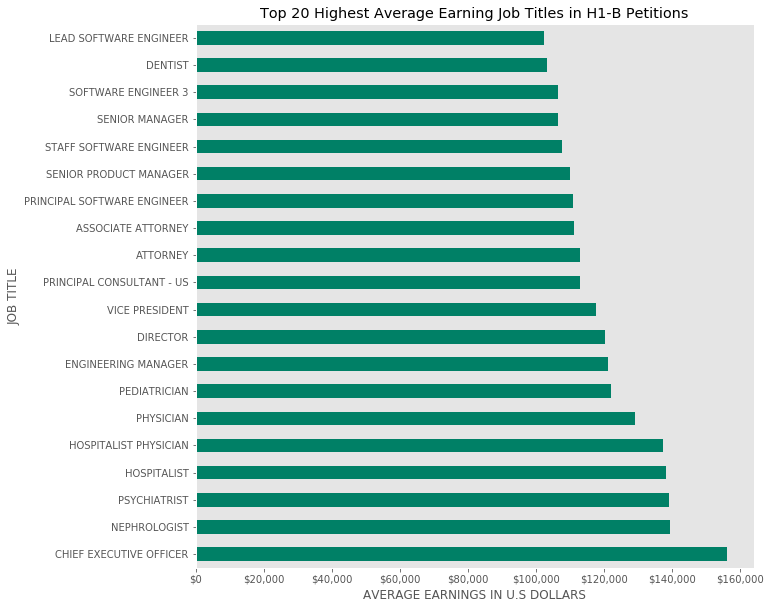 Top 20 Highest Average Earning Job Titles in H1-B Petitions
LEAD SOFTWARE ENGINEER
DENTIST
SOFTWARE ENGINEER 3
SENIOR MANAGER
STAFF SOFTWARE ENGINEER
SENIOR PRODUCT MANAGER
PRINCIPAL SOFTWARE ENGINEER
ASSOCIATE ATTORNEY
ATTORNEY
PRINCIPAL CONSULTANT - US
VICE PRESIDENT
DIRECTOR
ENGINEERING MANAGER
PEDIATRICIAN
PHYSICIAN
HOSPITALIST PHYSICIAN
HOSPITALIST
PSYCHIATRIST
NEPHROLOGIST
CHIEF EXECUTIVE OFFICER
JOB TITLE
$0 $20,000 $40,000 $60,000 $80,000 $100,000 $120,000 $140,000 $160,000
AVERAGE EARNINGS IN U.S DOLLARS